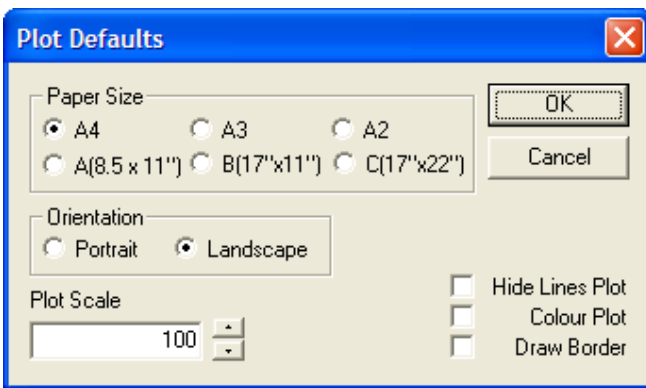 Plot Defaults
Paper Size
A4 A3 A2
A(8.5 x 11") B(17"x11") C(17"x22")
OK
Cancel
Orientation
Portrait Landscape
Plot Scale
100
Hide Lines Plot
Colour Plot
Draw Border